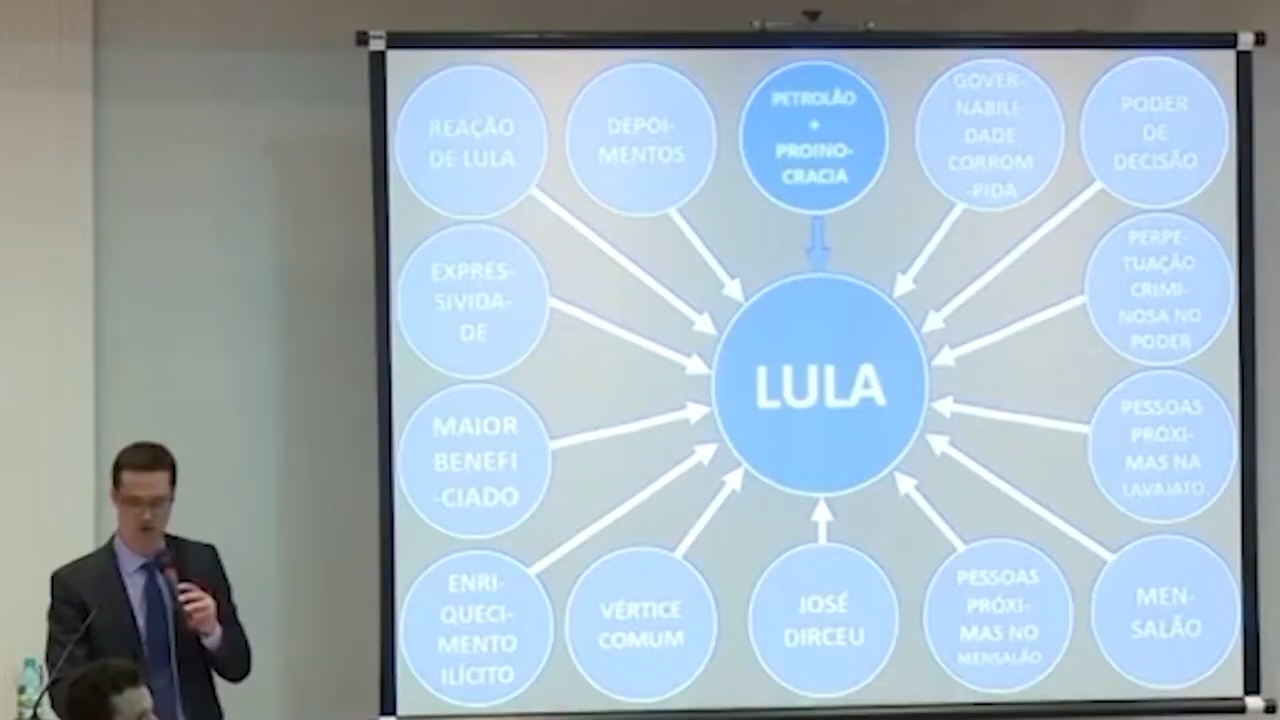 REAÇÃO
DE LULA
DEPOI-
MENTOS
PETROLÃO
+
PROINO-
CRACIA
GOVER-
NABILI-
DADE
CORROM
-PIDA
PODER
DE
DECISÃO
EXPRES-
SIVIDA-
DE
PERPE-
TUAÇÃO
CRIMI-
NOSA NO
PODER
LULA
MAIOR
BENEFI
-CIADO
PESSOAS
PRÓXI-
MAS NA
LAVAJATO
ENRI-
QUECI-
MENTO
ILÍCITO
VÉRTICE
COMUM
JOSÉ
DIRCEU
PESSOAS
PRÓXI-
MAS NO
MENSALÃO
MEN-
SALÃO